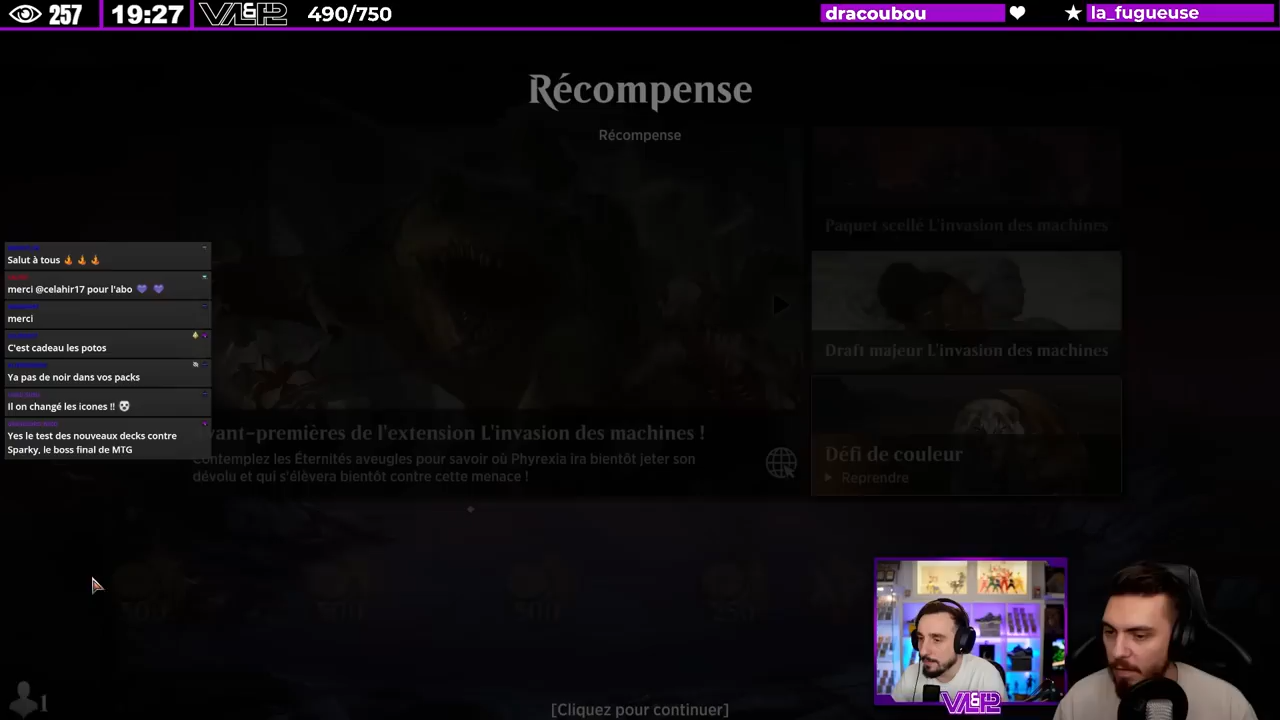 257
19:27
VL&P2
490/750
dracoubou
la_fugueuse
Récompense
Récompense
Paquet scellé L'invasion des machines
Salut à tous 🔥 🔥 🔥
merci @celahir17 pour l'abo 💜 💜
merci
C'est cadeau les potos
Ya pas de noir dans vos packs
Il on changé les icones !! 💀
Yes le test des nouveaux decks contre
Sparky, le boss final de MTG
Draft majeur L'invasion des machines
vant-premières de l'extension L'invasion des machines !
Contemplez les Éternités aveugles pour savoir où Phyrexia ira bientôt jeter son
dévolu et qui s'élèvera bientôt contre cette menace !
Défi de couleur
Reprendre
1
[Cliquez pour continuer]